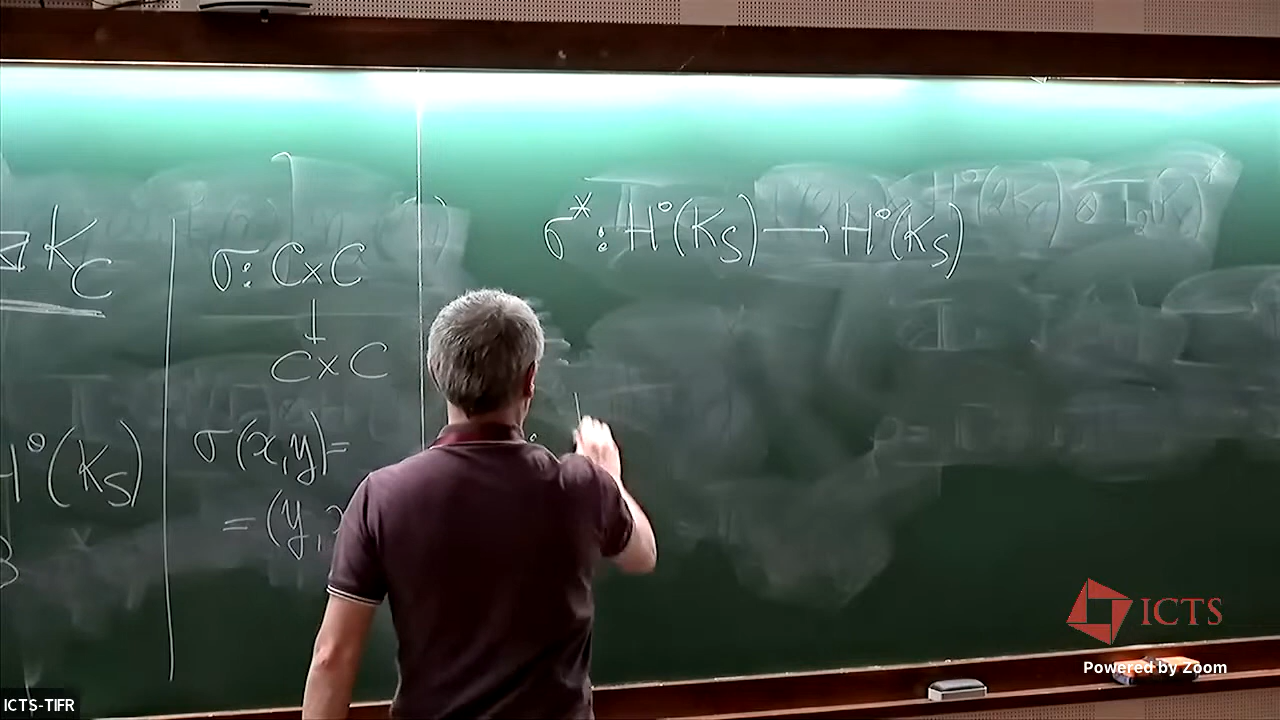 ⊠ K_C
H°(K_S)
σ: C×C
↓
C×C
σ(x,y)=
=(y,
σ* : H°(K_S) ⟶ H°(K_S)
ICTS
Powered by Zoom
ICTS-TIFR